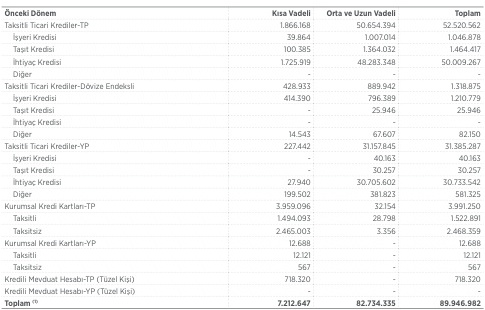 Önceki Dönem Kısa Vadeli Orta ve Uzun Vadeli Toplam
Taksitli Ticari Krediler-TP 1.866.168 50.654.394 52.520.562
İşyeri Kredisi 39.864 1.007.014 1.046.878
Taşıt Kredisi 100.385 1.364.032 1.464.417
İhtiyaç Kredisi 1.725.919 48.283.348 50.009.267
Diğer - - -
Taksitli Ticari Krediler-Dövize Endeksli 428.933 889.942 1.318.875
İşyeri Kredisi 414.390 796.389 1.210.779
Taşıt Kredisi - 25.946 25.946
İhtiyaç Kredisi - - -
Diğer 14.543 67.607 82.150
Taksitli Ticari Krediler-YP 227.442 31.157.845 31.385.287
İşyeri Kredisi - 40.163 40.163
Taşıt Kredisi - 30.257 30.257
İhtiyaç Kredisi 27.940 30.705.602 30.733.542
Diğer 199.502 381.823 581.325
Kurumsal Kredi Kartları-TP 3.959.096 32.154 3.991.250
Taksitli 1.494.093 28.798 1.522.891
Taksitsiz 2.465.003 3.356 2.468.359
Kurumsal Kredi Kartları-YP 12.688 - 12.688
Taksitli 12.121 - 12.121
Taksitsiz 567 - 567
Kredili Mevduat Hesabı-TP (Tüzel Kişi) 718.320 - 718.320
Kredili Mevduat Hesabı-YP (Tüzel Kişi) - - -
Toplam (1) 7.212.647 82.734.335 89.946.982